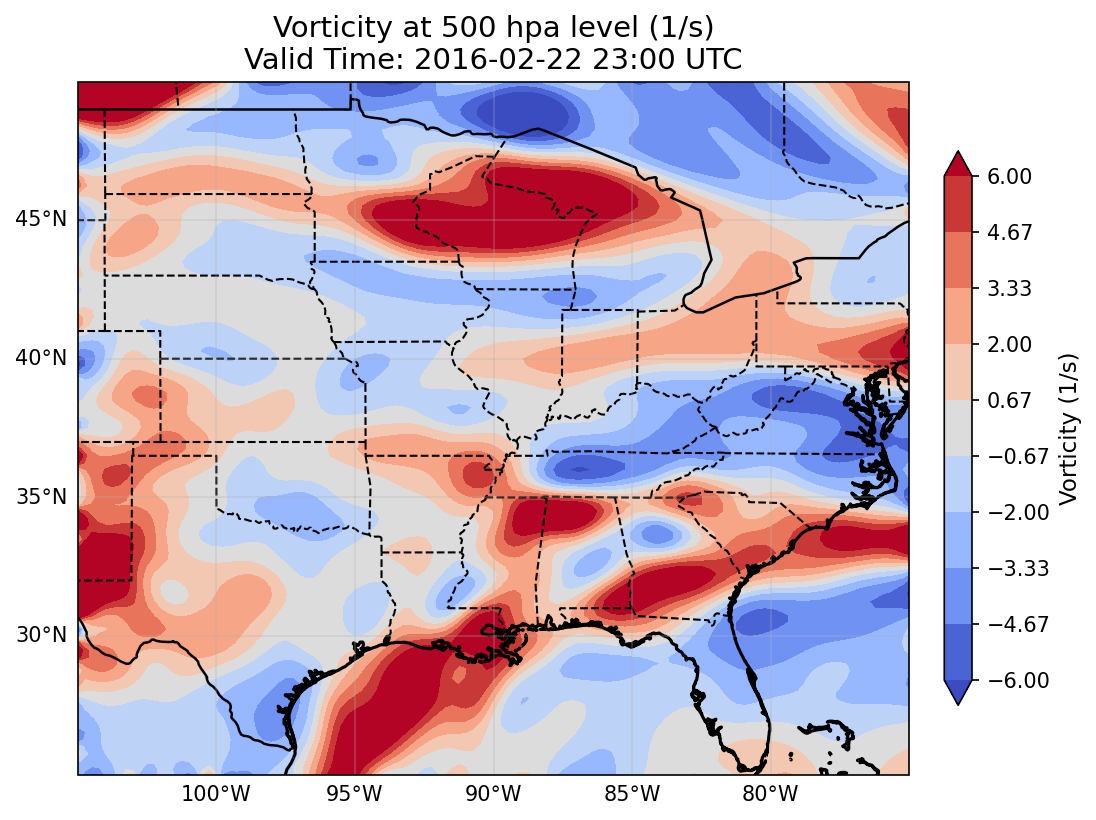 Vorticity at 500 hpa level (1/s)
Valid Time: 2016-02-22 23:00 UTC
45°N
40°N
35°N
30°N
100°W
95°W
90°W
85°W
80°W
6.00
4.67
3.33
2.00
0.67
−0.67
−2.00
−3.33
−4.67
−6.00
Vorticity (1/s)